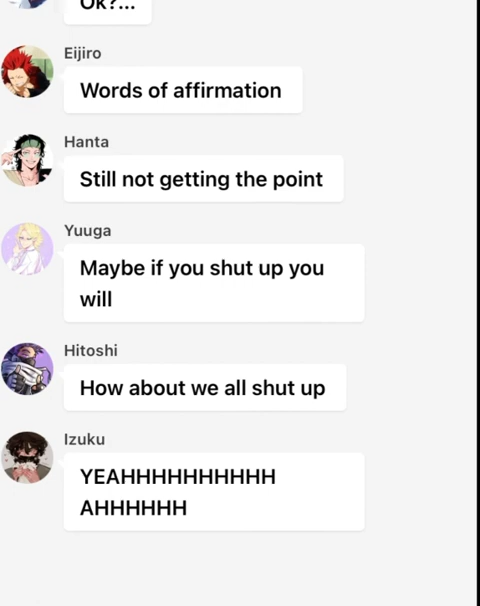 Ok?...
Eijiro
Words of affirmation
Hanta
Still not getting the point
Yuuga
Maybe if you shut up you
will
Hitoshi
How about we all shut up
Izuku
YEAHHHHHHHHHH
AHHHHHH